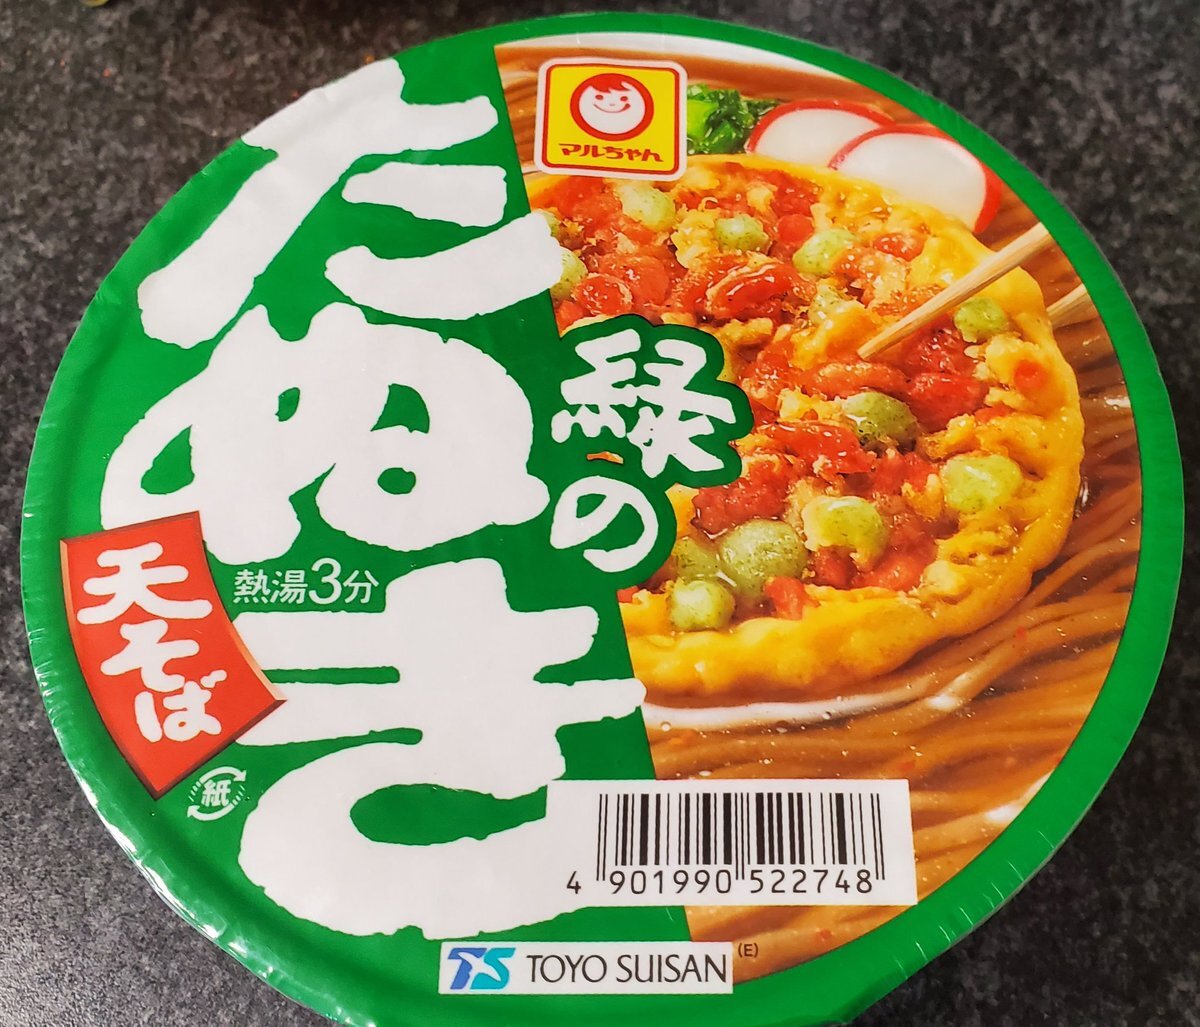 マルちゃん
緑の
たぬき
天そば
熱湯3分
紙
4 901990 522748
TS TOYO SUISAN
(E)